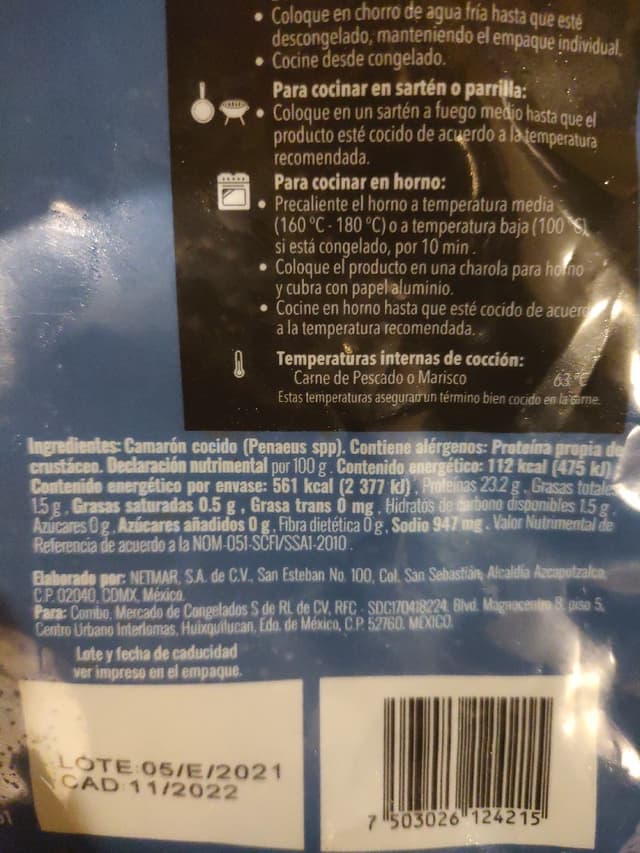 • Coloque en chorro de agua fría hasta que esté
descongelado, manteniendo el empaque individual.
• Cocine desde congelado.
Para cocinar en sartén o parrilla:
• Coloque en un sartén a fuego medio hasta que el
producto esté cocido de acuerdo a la temperatura
recomendada.
Para cocinar en horno:
• Precaliente el horno a temperatura media
(160 °C - 180 °C) o a temperatura baja (100 °C)
si está congelado, por 10 min.
• Coloque el producto en una charola para horno
y cubra con papel aluminio.
• Cocine en horno hasta que esté cocido de acuerdo
a la temperatura recomendada.
Temperaturas internas de cocción:
Carne de Pescado o Marisco 63 °C
Estas temperaturas aseguran un término bien cocido en la carne.
Ingredientes: Camarón cocido (Penaeus spp). Contiene alérgenos: Proteína propia de
crustáceo. Declaración nutrimental por 100 g. Contenido energético: 112 kcal (475 kJ),
Contenido energético por envase: 561 kcal (2 377 kJ), Proteínas 23.2 g, Grasas totales
1.5 g, Grasas saturadas 0.5 g, Grasa trans 0 mg, Hidratos de carbono disponibles 1.5 g,
Azúcares 0 g, Azúcares añadidos 0 g, Fibra dietética 0 g, Sodio 947 mg. Valor Nutrimental de
Referencia de acuerdo a la NOM-051-SCFI/SSA1-2010.
Elaborado por: NETMAR, S.A. de C.V., San Esteban No. 100, Col. San Sebastián, Alcaldía Azcapotzalco,
C.P. 02040, CDMX, México.
Para: Combo, Mercado de Congelados S de RL de CV, RFC - SDC170418224, Blvd. Magnocentro 8, piso 5,
Centro Urbano Interlomas, Huixquilucan, Edo. de México, C.P. 52760. MÉXICO.
Lote y fecha de caducidad
ver impreso en el empaque.
LOTE:05/E/2021
CAD 11/2022
7 503026 124215